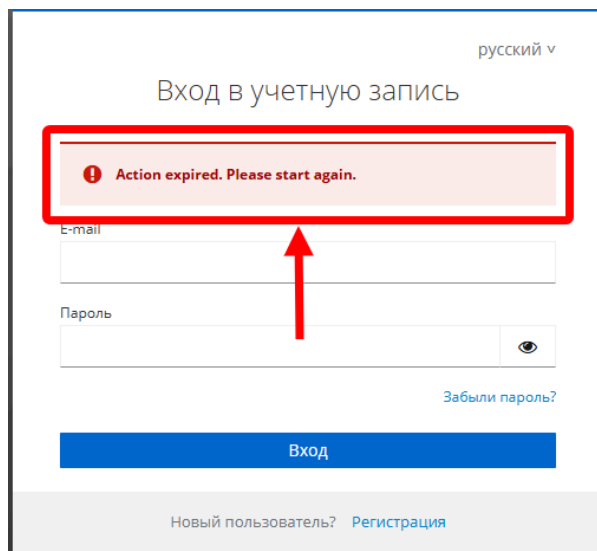 русский
Вход в учетную запись
Action expired. Please start again.
E-mail
Пароль
Забыли пароль?
Вход
Новый пользователь? Регистрация